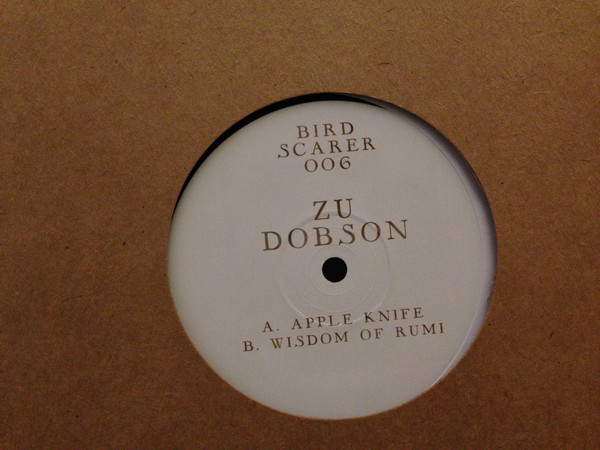 BIRD
SCARER
006
ZU
DOBSON
A. APPLE KNIFE
B. WISDOM OF RUMI